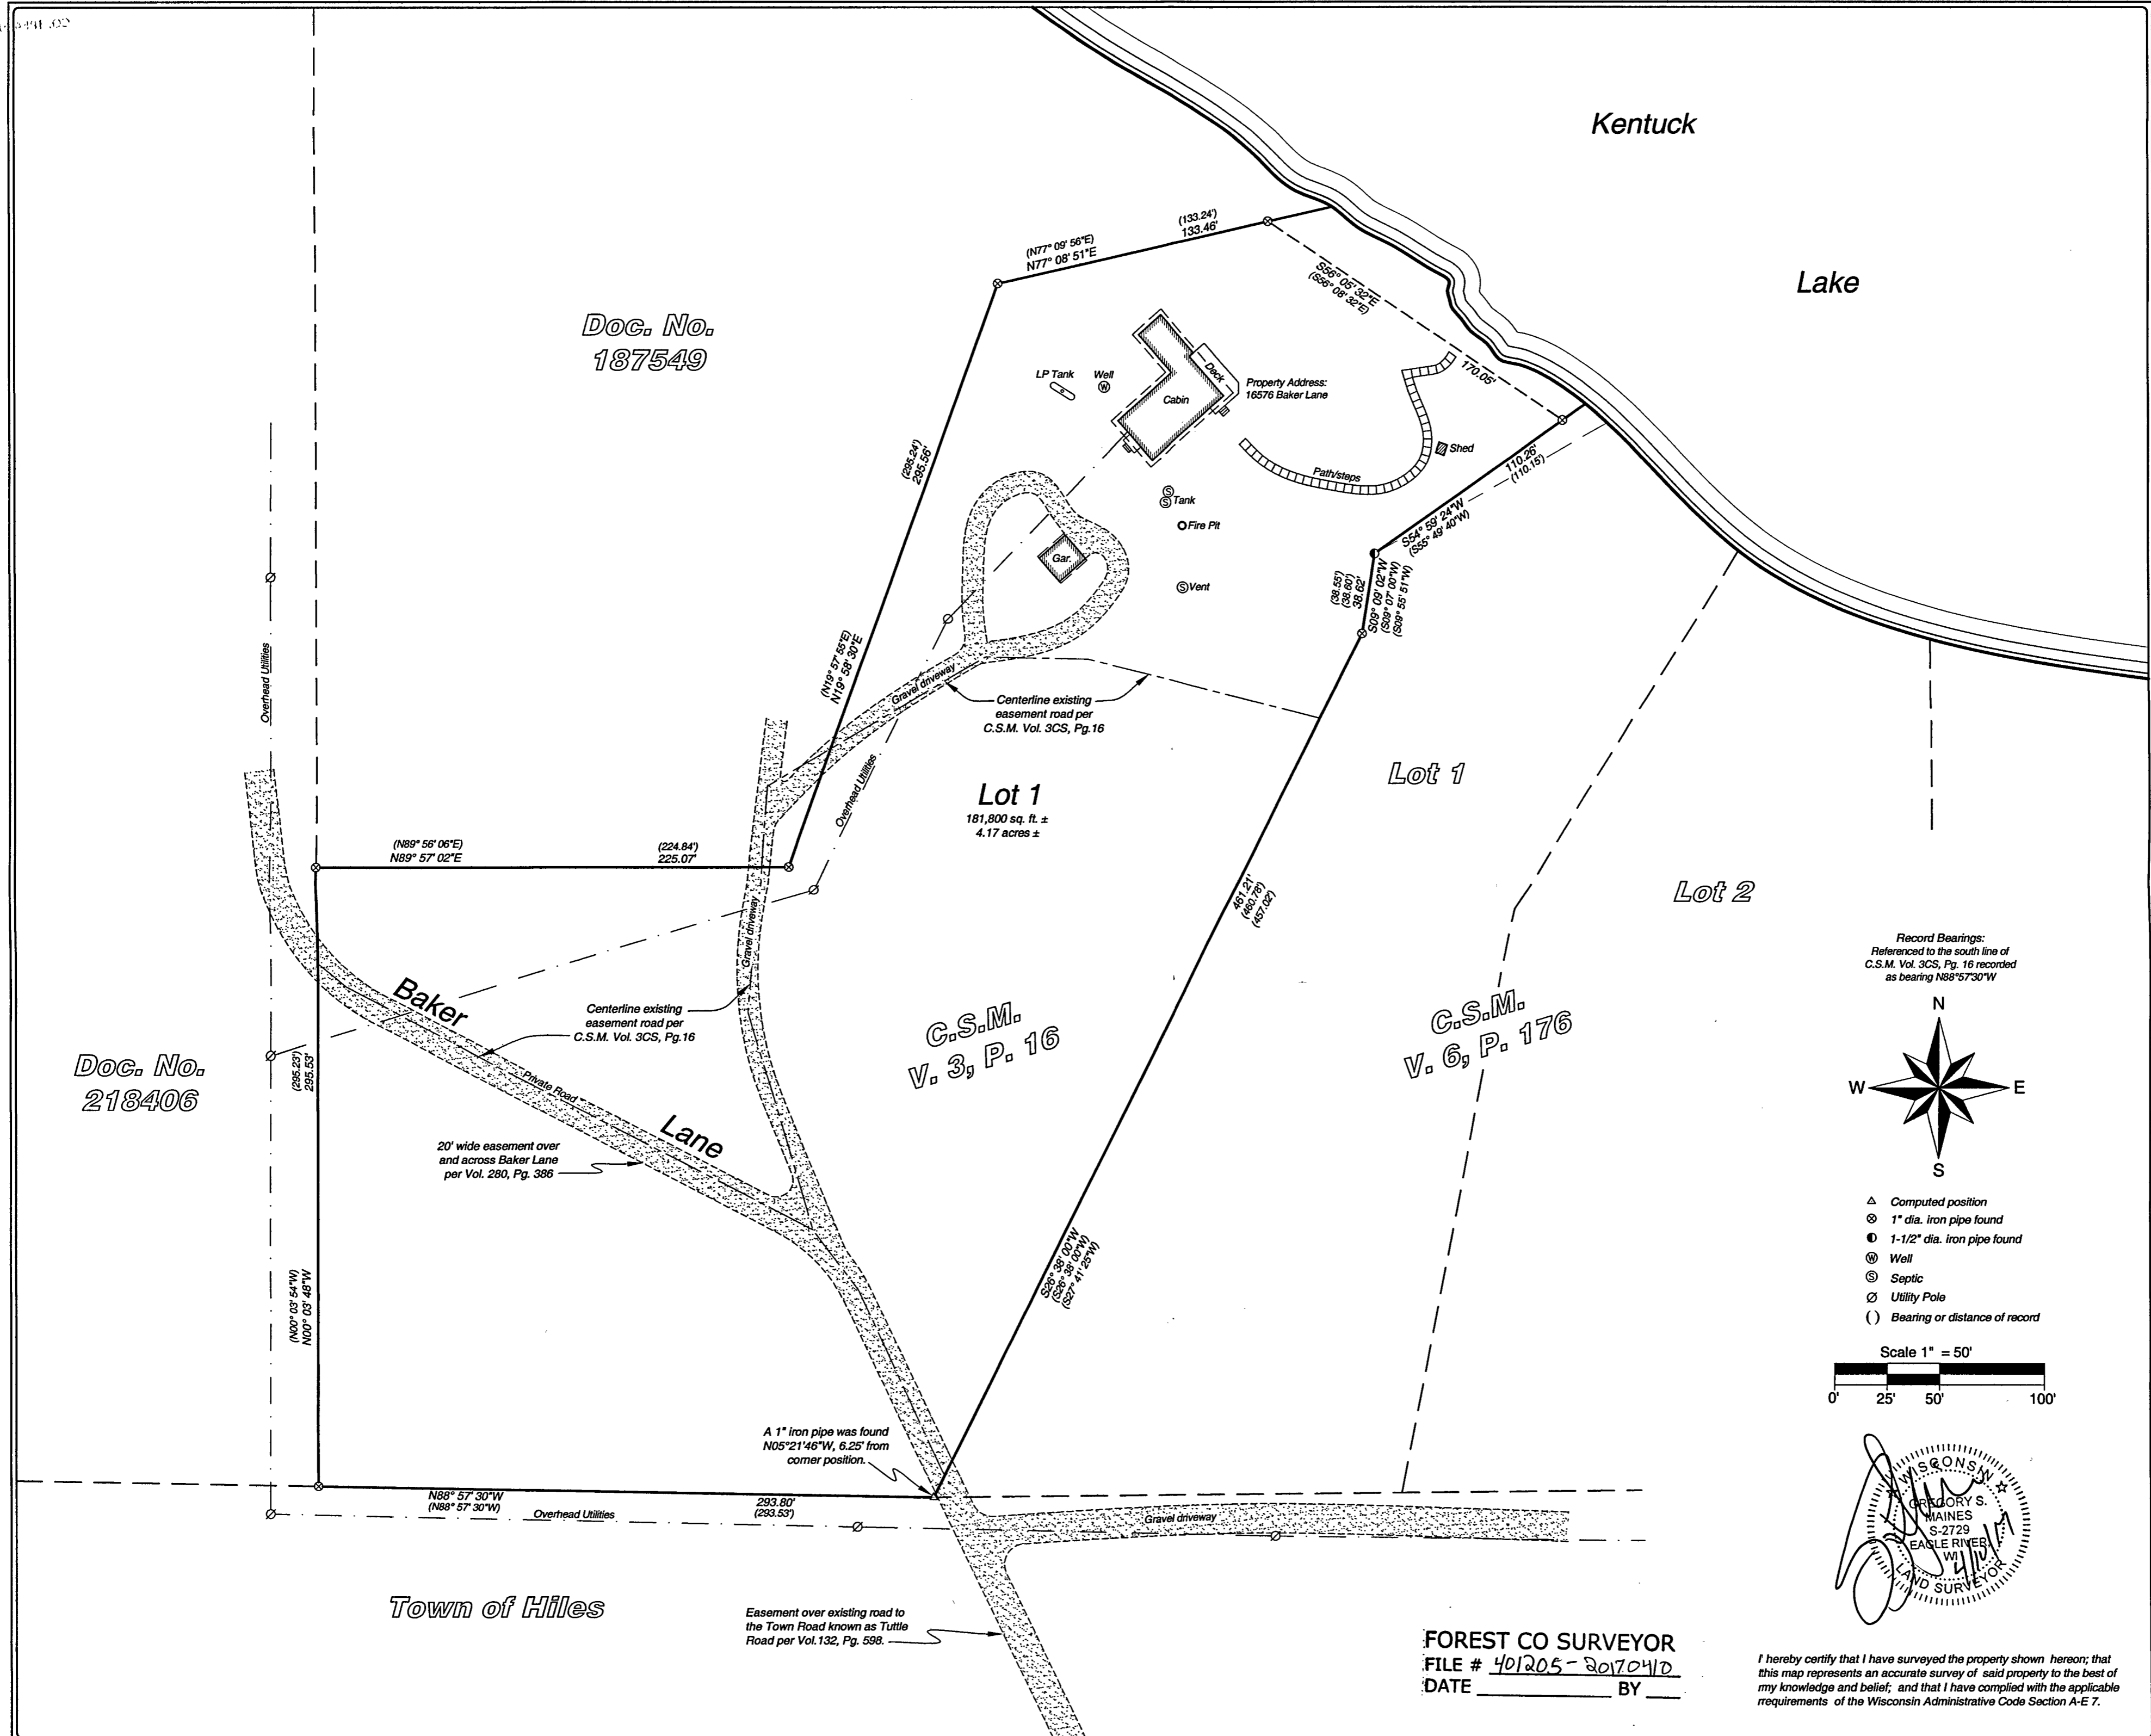 Kentuck
Lake
(133.24')
133.46'
(N77° 09' 56"E)
N77° 08' 51"E
S56° 05' 32"E
(S56° 08' 32"E)
170.05'
Doc. No.
187549
LP Tank
Well
W
Deck
Cabin
Property Address:
16576 Baker Lane
Shed
Path/steps
110.26'
(110.15')
S54° 59' 24"W
(S55° 49' 40"W)
(295.24')
295.56'
S
S Tank
Fire Pit
Gar.
S Vent
(38.55')
(38.60')
38.62'
S09° 09' 02"W
(S09° 07' 00"W)
(S09° 55' 51"W)
Overhead Utilities
(N19° 57' 55"E)
N19° 58' 30"E
Gravel driveway
Centerline existing
easement road per
C.S.M. Vol. 3CS, Pg.16
Overhead Utilities
Lot 1
Lot 1
181,800 sq. ft. ±
4.17 acres ±
(N89° 56' 06"E)
N89° 57' 02"E
(224.84')
225.07'
461.21'
(460.78')
(457.02')
Lot 2
Gravel driveway
Record Bearings:
Referenced to the south line of
C.S.M. Vol. 3CS, Pg. 16 recorded
as bearing N88°57'30"W
Baker
Centerline existing
easement road per
C.S.M. Vol. 3CS, Pg.16
C.S.M.
V. 3, P. 16
C.S.M.
V. 6, P. 176
N
W
E
S
Doc. No.
218406
(295.23')
295.53'
Private Road
Lane
20' wide easement over
and across Baker Lane
per Vol. 280, Pg. 386
(N00° 03' 54"W)
N00° 03' 48"W
S26° 38' 00"W
(S26° 38' 00"W)
(S27° 41' 25"W)
Computed position
1" dia. iron pipe found
1-1/2" dia. iron pipe found
W Well
S Septic
Utility Pole
( ) Bearing or distance of record
Scale 1" = 50'
0' 25' 50' 100'
A 1" iron pipe was found
N05°21'46"W, 6.25' from
corner position.
N88° 57' 30"W
(N88° 57' 30"W)
293.80'
(293.53')
Overhead Utilities
Gravel driveway
WISCONSIN
GREGORY S.
MAINES
S-2729
EAGLE RIVER,
WI
LAND SURVEYOR
4/10/17
Town of Hiles
Easement over existing road to
the Town Road known as Tuttle
Road per Vol.132, Pg. 598.
FOREST CO SURVEYOR
FILE # 401205-20170410
DATE BY
I hereby certify that I have surveyed the property shown hereon; that
this map represents an accurate survey of said property to the best of
my knowledge and belief; and that I have complied with the applicable
requirements of the Wisconsin Administrative Code Section A-E 7.